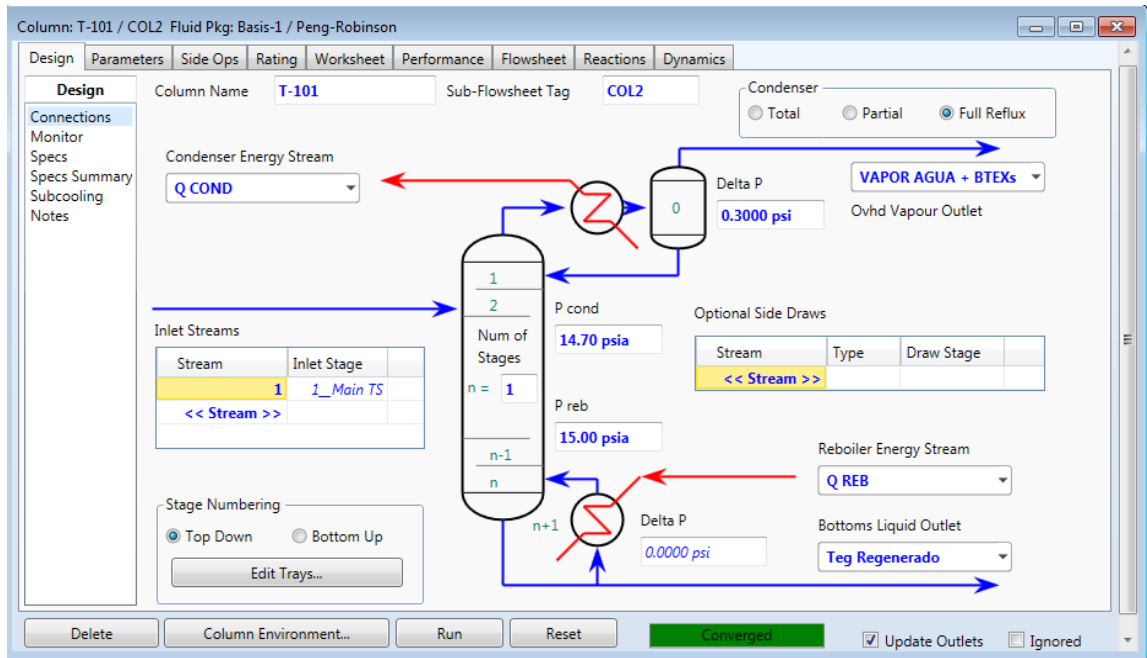 Column: T-101 / COL2 Fluid Pkg: Basis-1 / Peng-Robinson
Design Parameters Side Ops Rating Worksheet Performance Flowsheet Reactions Dynamics
Design
Connections
Monitor
Specs
Specs Summary
Subcooling
Notes
Column Name T-101 Sub-Flowsheet Tag COL2
Condenser
Total Partial Full Reflux
Condenser Energy Stream
Q COND
Delta P
0.3000 psi
0
VAPOR AGUA + BTEXs
Ovhd Vapour Outlet
1
2
Num of
Stages
n = 1
n-1
n
n+1
P cond
14.70 psia
P reb
15.00 psia
Inlet Streams
Stream Inlet Stage
1 1__Main TS
<< Stream >>
Optional Side Draws
Stream Type Draw Stage
<< Stream >>
Stage Numbering
Top Down Bottom Up
Edit Trays...
Delta P
0.0000 psi
Reboiler Energy Stream
Q REB
Bottoms Liquid Outlet
Teg Regenerado
Delete Column Environment... Run Reset Converged Update Outlets Ignored